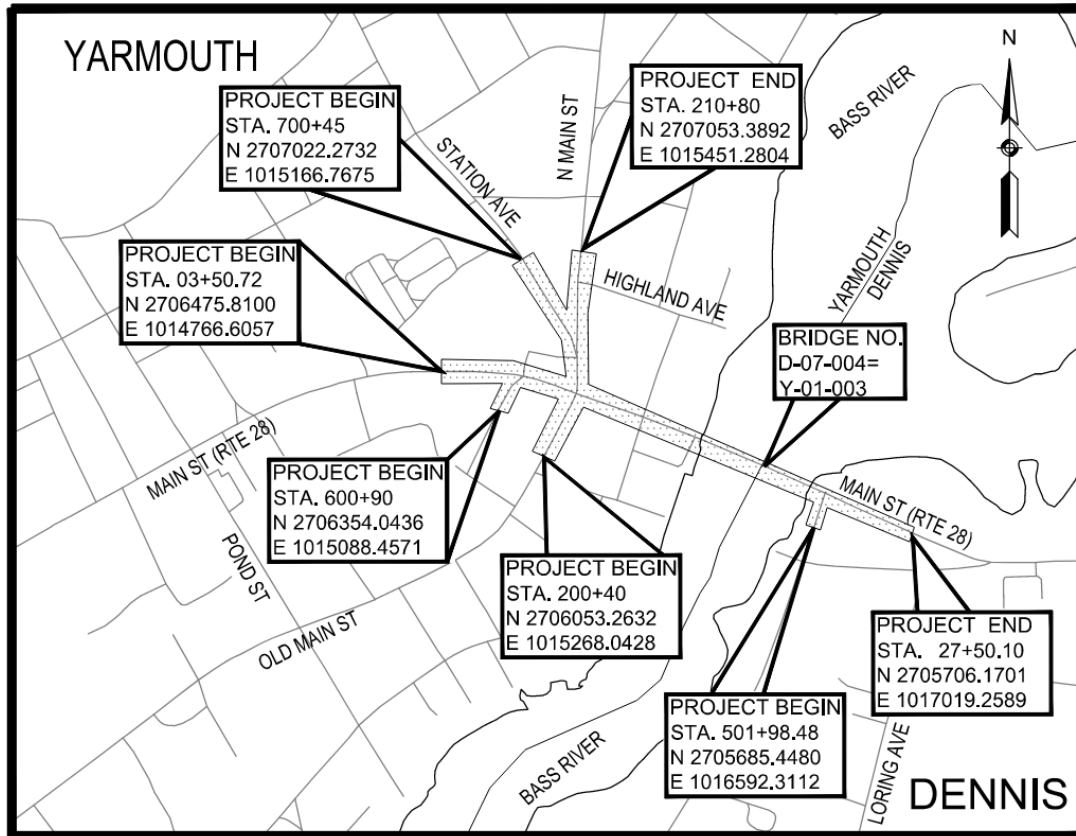 YARMOUTH
PROJECT BEGIN
STA. 700+45
N 2707022.2732
E 1015166.7675
STATION AVE
N MAIN ST
PROJECT END
STA. 210+80
N 2707053.3892
E 1015451.2804
BASS RIVER
N
PROJECT BEGIN
STA. 03+50.72
N 2706475.8100
E 1014766.6057
HIGHLAND AVE
YARMOUTH
DENNIS
BRIDGE NO.
D-07-004=
Y-01-003
MAIN ST (RTE 28)
PROJECT BEGIN
STA. 600+90
N 2706354.0436
E 1015088.4571
MAIN ST (RTE 28)
POND ST
OLD MAIN ST
PROJECT BEGIN
STA. 200+40
N 2706053.2632
E 1015268.0428
PROJECT END
STA. 27+50.10
N 2705706.1701
E 1017019.2589
PROJECT BEGIN
STA. 501+98.48
N 2705685.4480
E 1016592.3112
BASS RIVER
LORING AVE
DENNIS